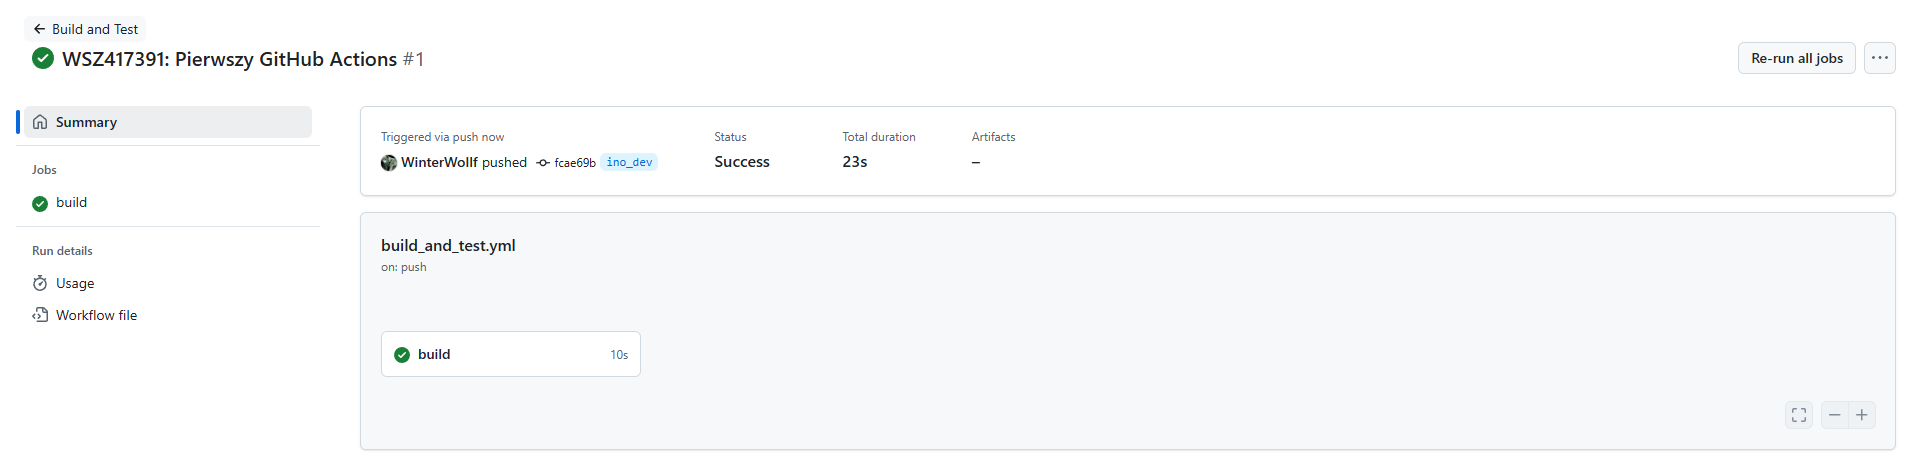 Build and Test
WSZ417391: Pierwszy GitHub Actions #1
Re-run all jobs
Summary
Jobs
build
Run details
Usage
Workflow file
Triggered via push now
WinterWollf pushed fcae69b ino_dev
Status
Success
Total duration
23s
Artifacts
–
build_and_test.yml
on: push
build 10s